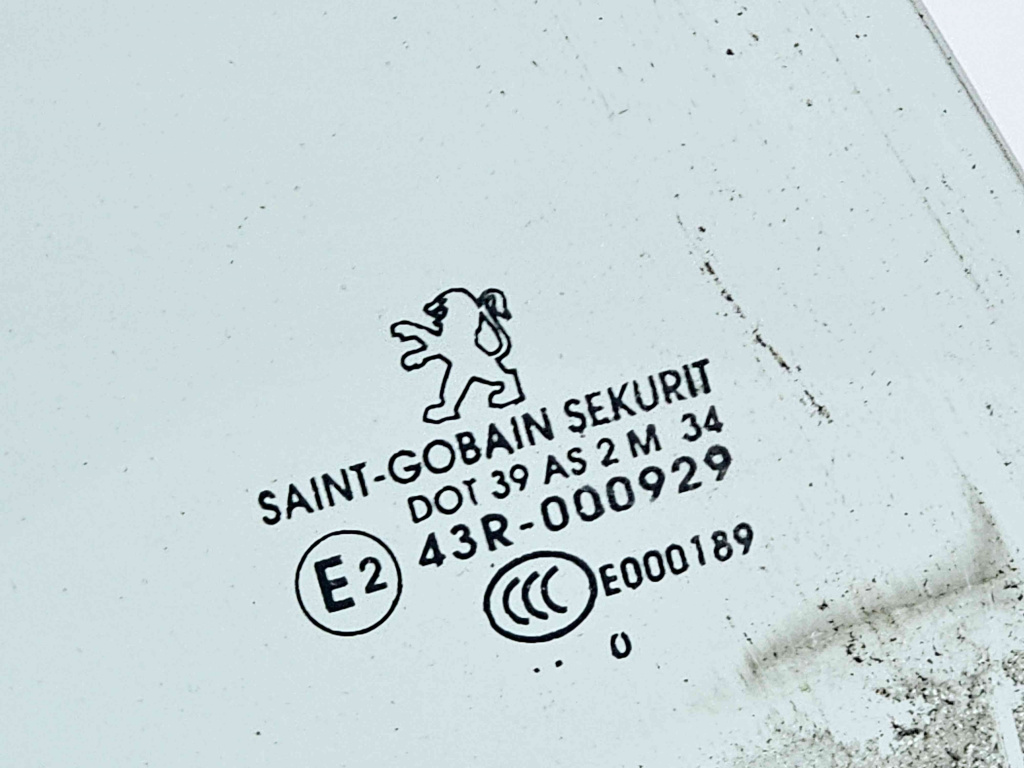 SAINT-GOBAIN SEKURIT
DOT 39 AS 2 M 34
43R-000929
E2
CCC E000189
.. 0